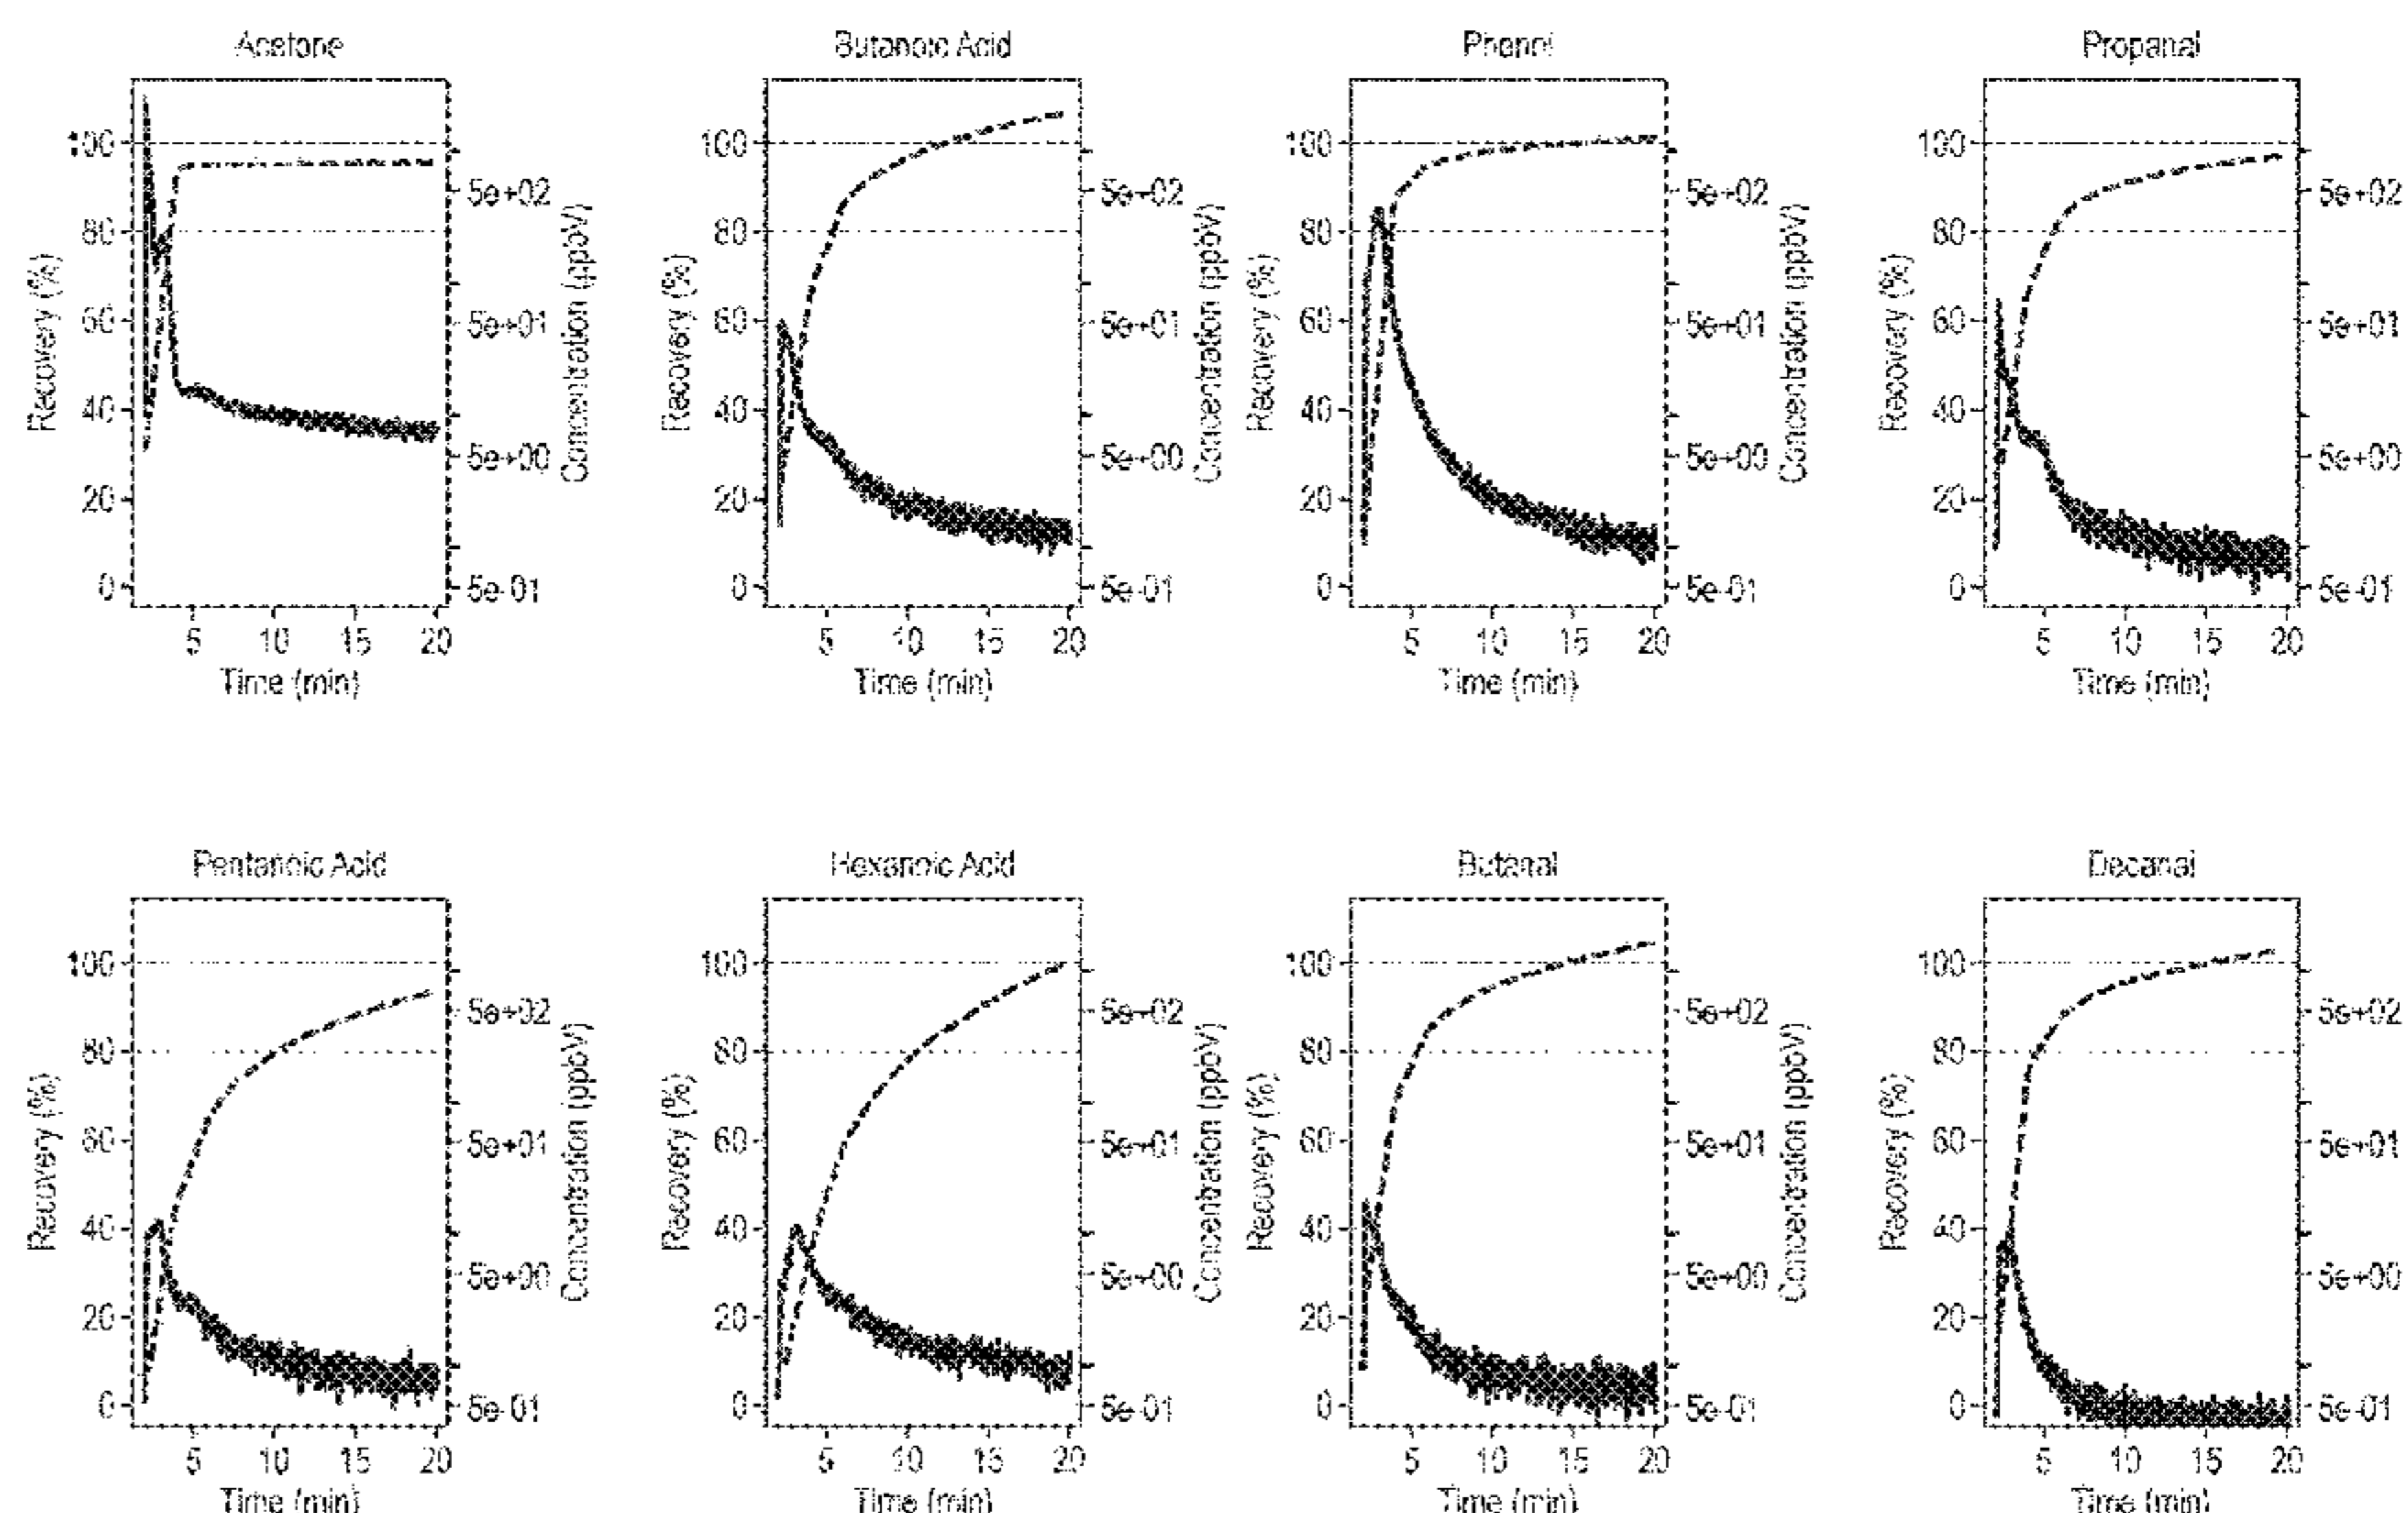 Acetone Butanoic Acid Phenol Propanal
100 100 100 100
5e+02 5e+02 5e+02 5e+02
80 80 80 80
60 60 60 60
5e+01 5e+01 5e+01 5e+01
40 40 40 40
5e+00 5e+00 5e+00 5e+00
20 20 20 20
0 0 0 0
5e-01 5e-01 5e-01 5e-01
Recovery (%) Concentration (ppbV) Recovery (%) Concentration (ppbV) Recovery (%) Concentration (ppbV) Recovery (%)
5 10 15 20 5 10 15 20 5 10 15 20 5 10 15 20
Time (min) Time (min) Time (min) Time (min)
Pentanoic Acid Hexanoic Acid Butanal Decanal
100 100 100 100
5e+02 5e+02 5e+02 5e+02
80 80 80 80
60 60 60 60
5e+01 5e+01 5e+01 5e+01
40 40 40 40
5e+00 5e+00 5e+00 5e+00
20 20 20 20
0 0 0 0
5e-01 5e-01 5e-01 5e-01
Recovery (%) Concentration (ppbV) Recovery (%) Concentration (ppbV) Recovery (%) Concentration (ppbV) Recovery (%)
5 10 15 20 5 10 15 20 5 10 15 20 5 10 15 20
Time (min) Time (min) Time (min) Time (min)